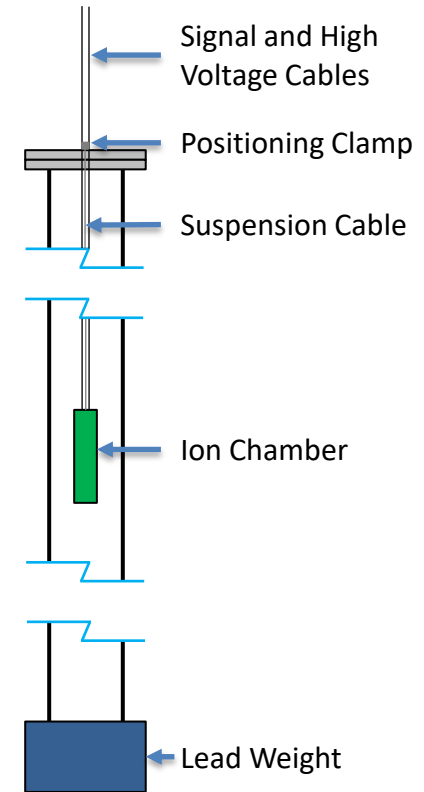 Signal and High
Voltage Cables
Positioning Clamp
Suspension Cable
Ion Chamber
Lead Weight